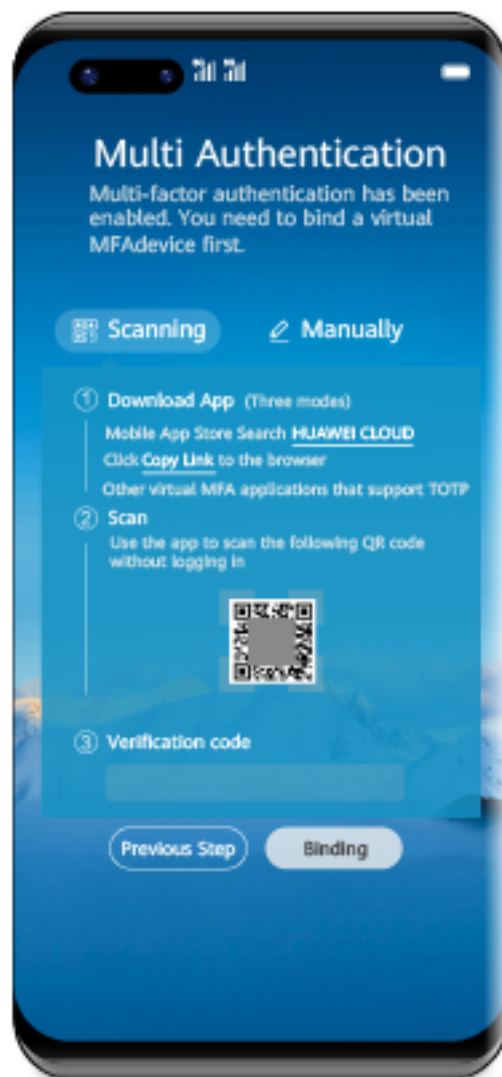 Multi Authentication
Multi-factor authentication has been
enabled. You need to bind a virtual
MFAdevice first.
Scanning
Manually
1 Download App (Three modes)
Mobile App Store Search HUAWEI CLOUD
Click Copy Link to the browser
Other virtual MFA applications that support TOTP
2 Scan
Use the app to scan the following QR code
without logging in
3 Verification code
Previous Step
Binding